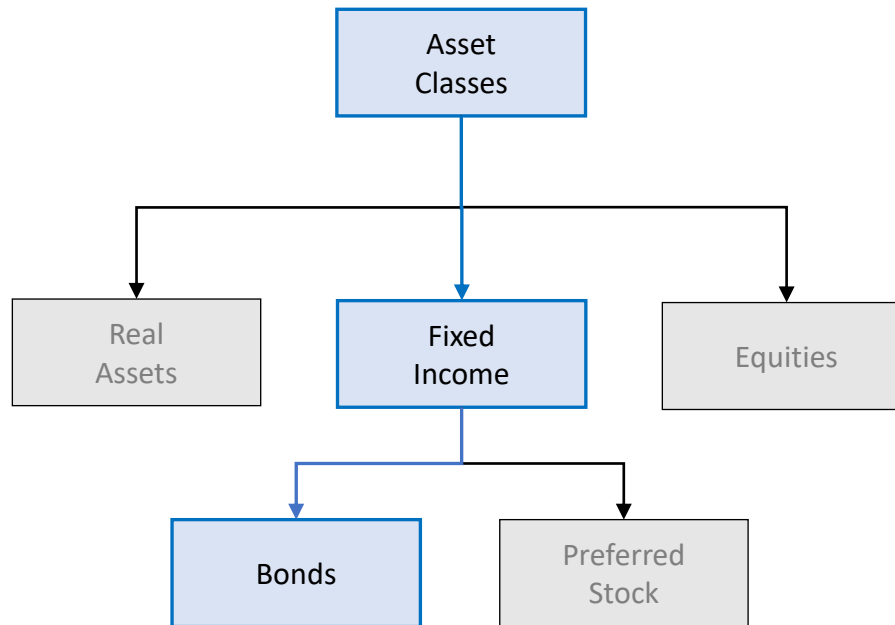 Asset
Classes
Real
Assets
Fixed
Income
Equities
Bonds
Preferred
Stock